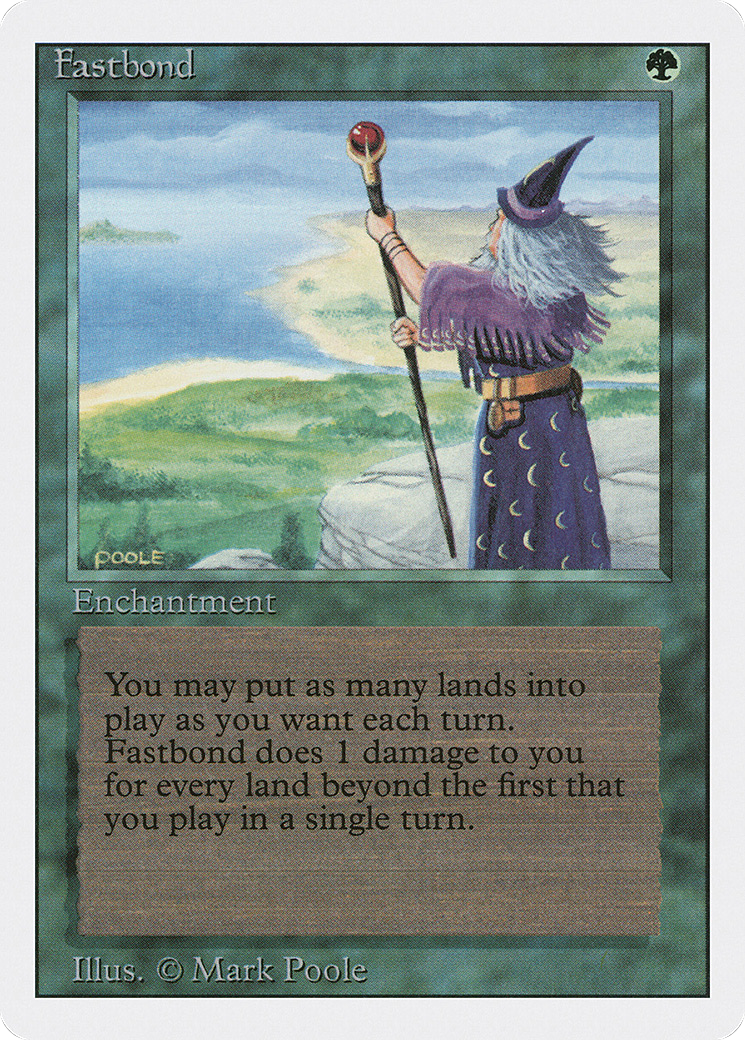 Fastbond
POOLE
Enchantment
You may put as many lands into
play as you want each turn.
Fastbond does 1 damage to you
for every land beyond the first that
you play in a single turn.
Illus. © Mark Poole